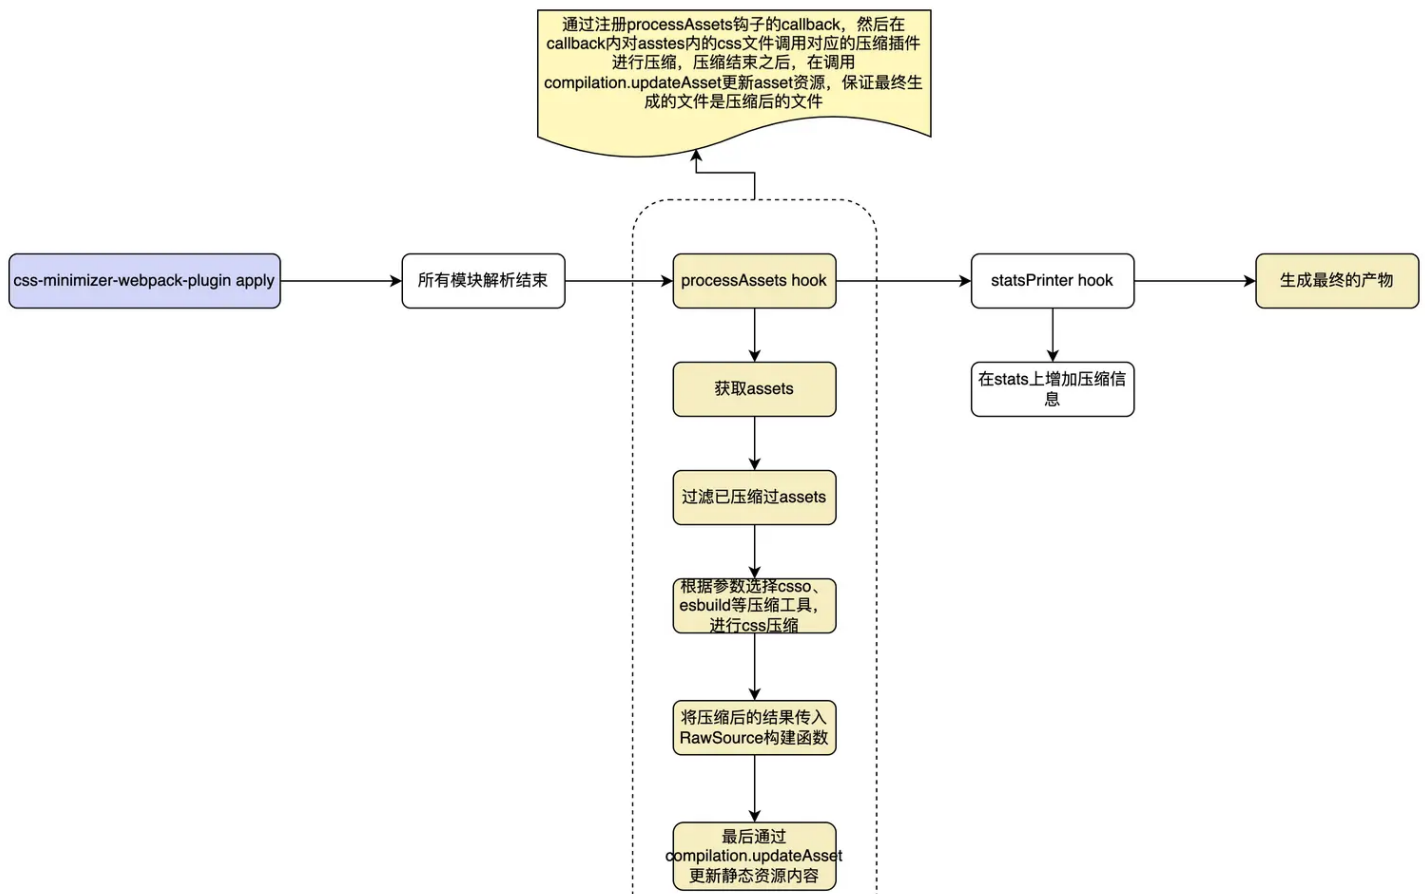 通过注册processAssets钩子的callback，然后在
callback内对asstes内的css文件调用对应的压缩插件
进行压缩，压缩结束之后，在调用
compilation.updateAsset更新asset资源，保证最终生
成的文件是压缩后的文件
css-minimizer-webpack-plugin apply
所有模块解析结束
processAssets hook
statsPrinter hook
生成最终的产物
获取assets
在stats上增加压缩信
息
过滤已压缩过assets
根据参数选择csso、
esbuild等压缩工具，
进行css压缩
将压缩后的结果传入
RawSource构建函数
最后通过
compilation.updateAsset
更新静态资源内容